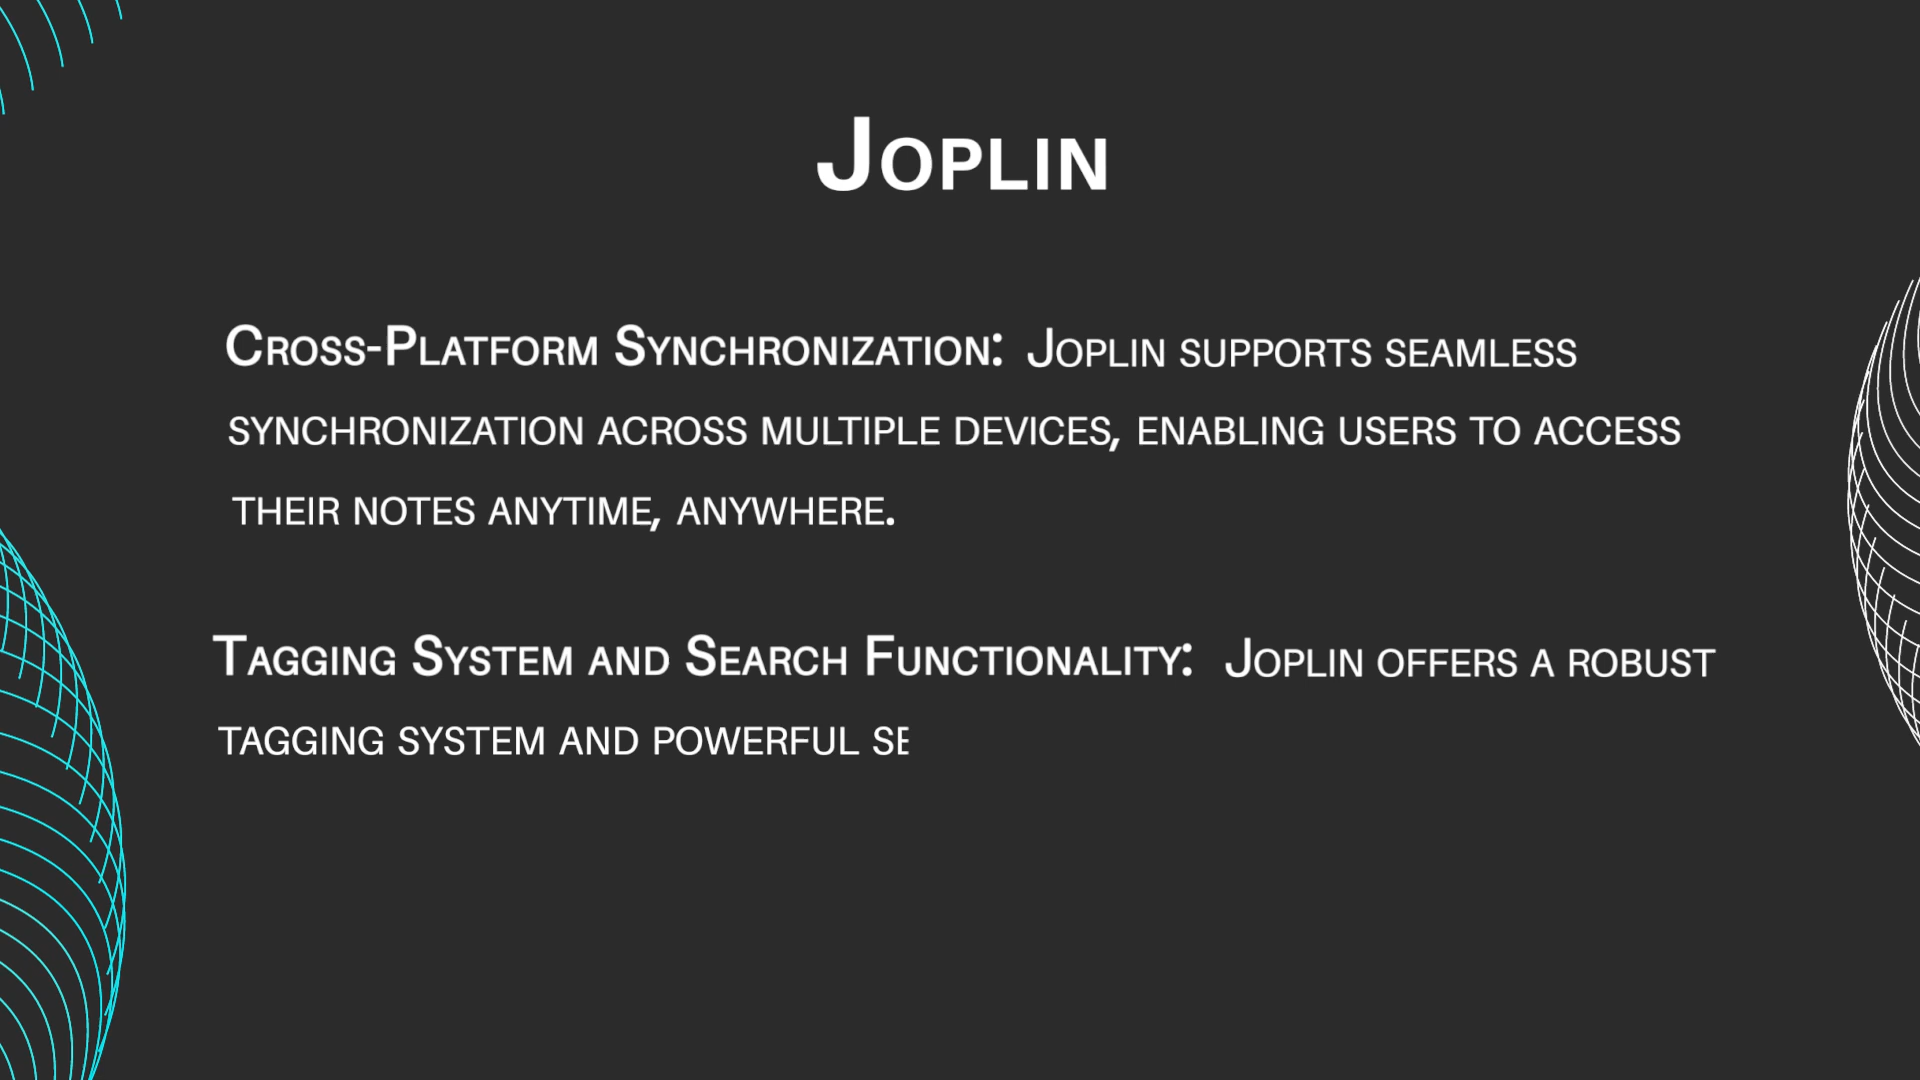 Joplin
Cross-Platform Synchronization: Joplin supports seamless
synchronization across multiple devices, enabling users to access
their notes anytime, anywhere.
Tagging System and Search Functionality: Joplin offers a robust
tagging system and powerful se